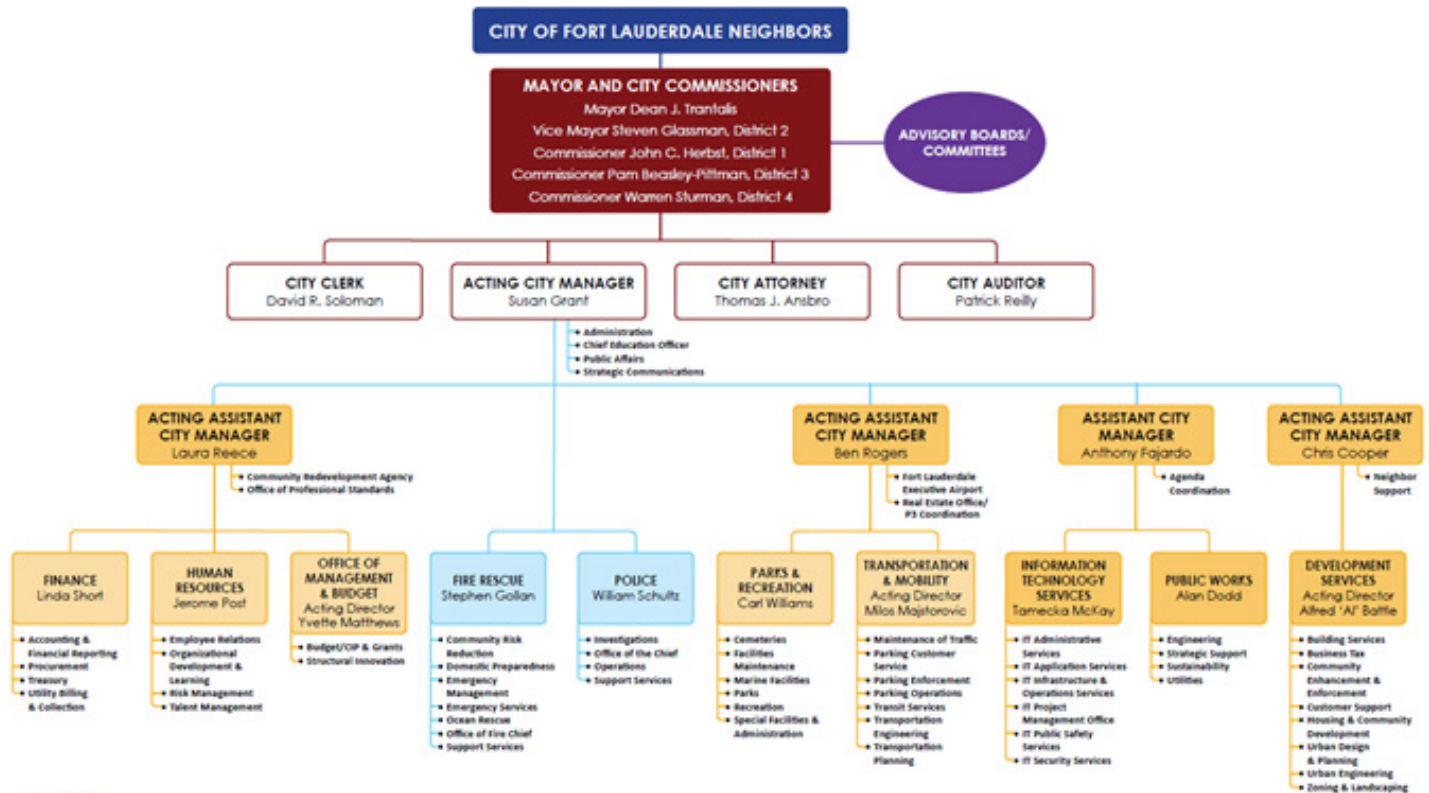 CITY OF FORT LAUDERDALE NEIGHBORS
MAYOR AND CITY COMMISSIONERS
Mayor Dean J. Trantalis
Vice Mayor Steven Glassman, District 2
Commissioner John C. Herbst, District 1
Commissioner Pam Beasley-Pittman, District 3
Commissioner Warren Sturman, District 4
ADVISORY BOARDS/
COMMITTEES
CITY CLERK
David R. Soloman
ACTING CITY MANAGER
Susan Grant
CITY ATTORNEY
Thomas J. Ansbro
CITY AUDITOR
Patrick Reilly
Administration
Chief Education Officer
Public Affairs
Strategic Communications
ACTING ASSISTANT
CITY MANAGER
Laura Reece
Community Redevelopment Agency
Office of Professional Standards
ACTING ASSISTANT
CITY MANAGER
Ben Rogers
Fort Lauderdale
Executive Airport
Real Estate Office/
P3 Coordination
ASSISTANT CITY
MANAGER
Anthony Fajardo
Agenda
Coordination
ACTING ASSISTANT
CITY MANAGER
Chris Cooper
Neighbor
Support
FINANCE
Linda Short
Accounting &
Financial Reporting
Procurement
Treasury
Utility Billing
& Collection
HUMAN
RESOURCES
Jerome Post
Employee Relations
Organizational
Development &
Learning
Risk Management
Talent Management
OFFICE OF
MANAGEMENT
& BUDGET
Acting Director
Yvette Matthews
Budget/CIP & Grants
Structural Innovation
FIRE RESCUE
Stephen Gollan
Community Risk
Reduction
Domestic Preparedness
Emergency
Management
Emergency Services
Ocean Rescue
Office of Fire Chief
Support Services
POLICE
William Schultz
Investigations
Office of the Chief
Operations
Support Services
PARKS &
RECREATION
Carl Williams
Cemeteries
Facilities
Maintenance
Marine Facilities
Parks
Recreation
Special Facilities &
Administration
TRANSPORTATION
& MOBILITY
Acting Director
Milos Majstorovic
Maintenance of Traffic
Parking Customer
Service
Parking Enforcement
Parking Operations
Transit Services
Transportation
Engineering
Transportation
Planning
INFORMATION
TECHNOLOGY
SERVICES
Tamecka McKay
IT Administrative
Services
IT Application Services
IT Infrastructure &
Operations Services
IT Project
Management Office
IT Public Safety
Services
IT Security Services
PUBLIC WORKS
Alan Dodd
Engineering
Strategic Support
Sustainability
Utilities
DEVELOPMENT
SERVICES
Acting Director
Alfred "Al" Battle
Building Services
Business Tax
Community
Enhancement &
Enforcement
Customer Support
Housing & Community
Development
Urban Design
& Planning
Urban Engineering
Zoning & Landscaping